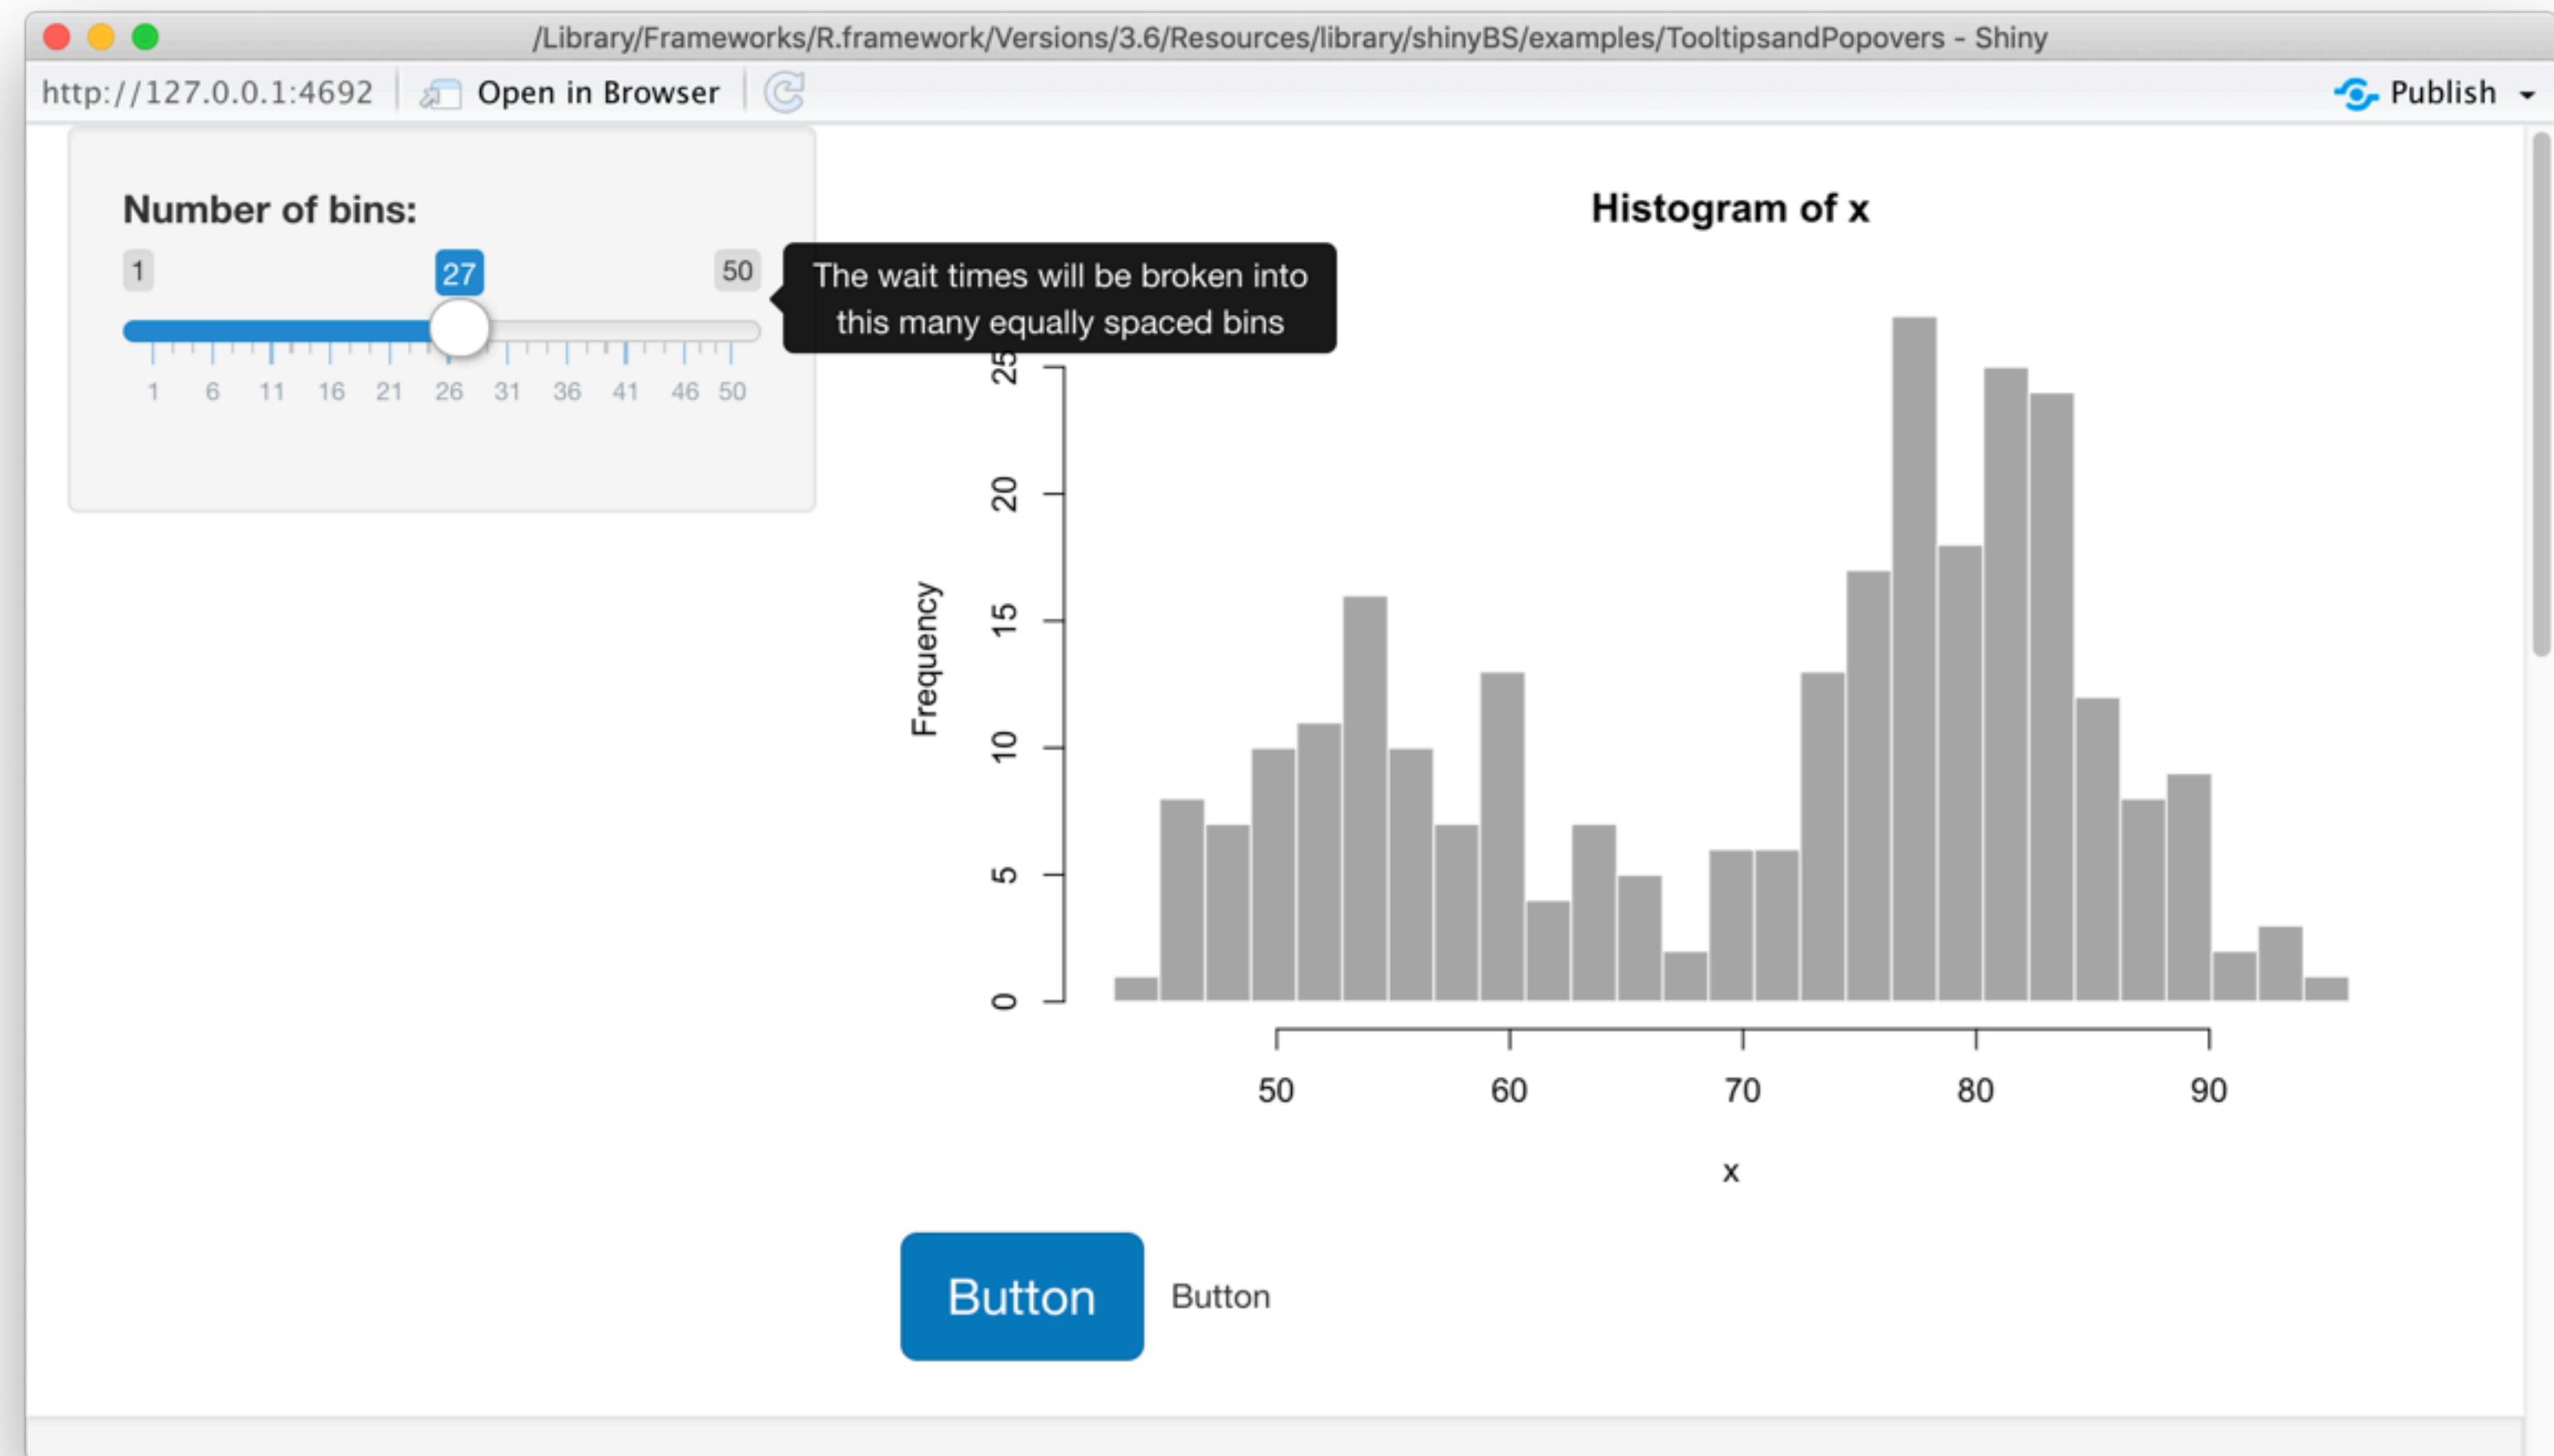 /Library/Frameworks/R.framework/Versions/3.6/Resources/library/shinyBS/examples/TooltipsandPopovers - Shiny
http://127.0.0.1:4692 Open in Browser Publish
Number of bins:
1 27 50
1 6 11 16 21 26 31 36 41 46 50
The wait times will be broken into
this many equally spaced bins
Histogram of x
Frequency
25
20
15
10
5
0
50 60 70 80 90
x
Button Button